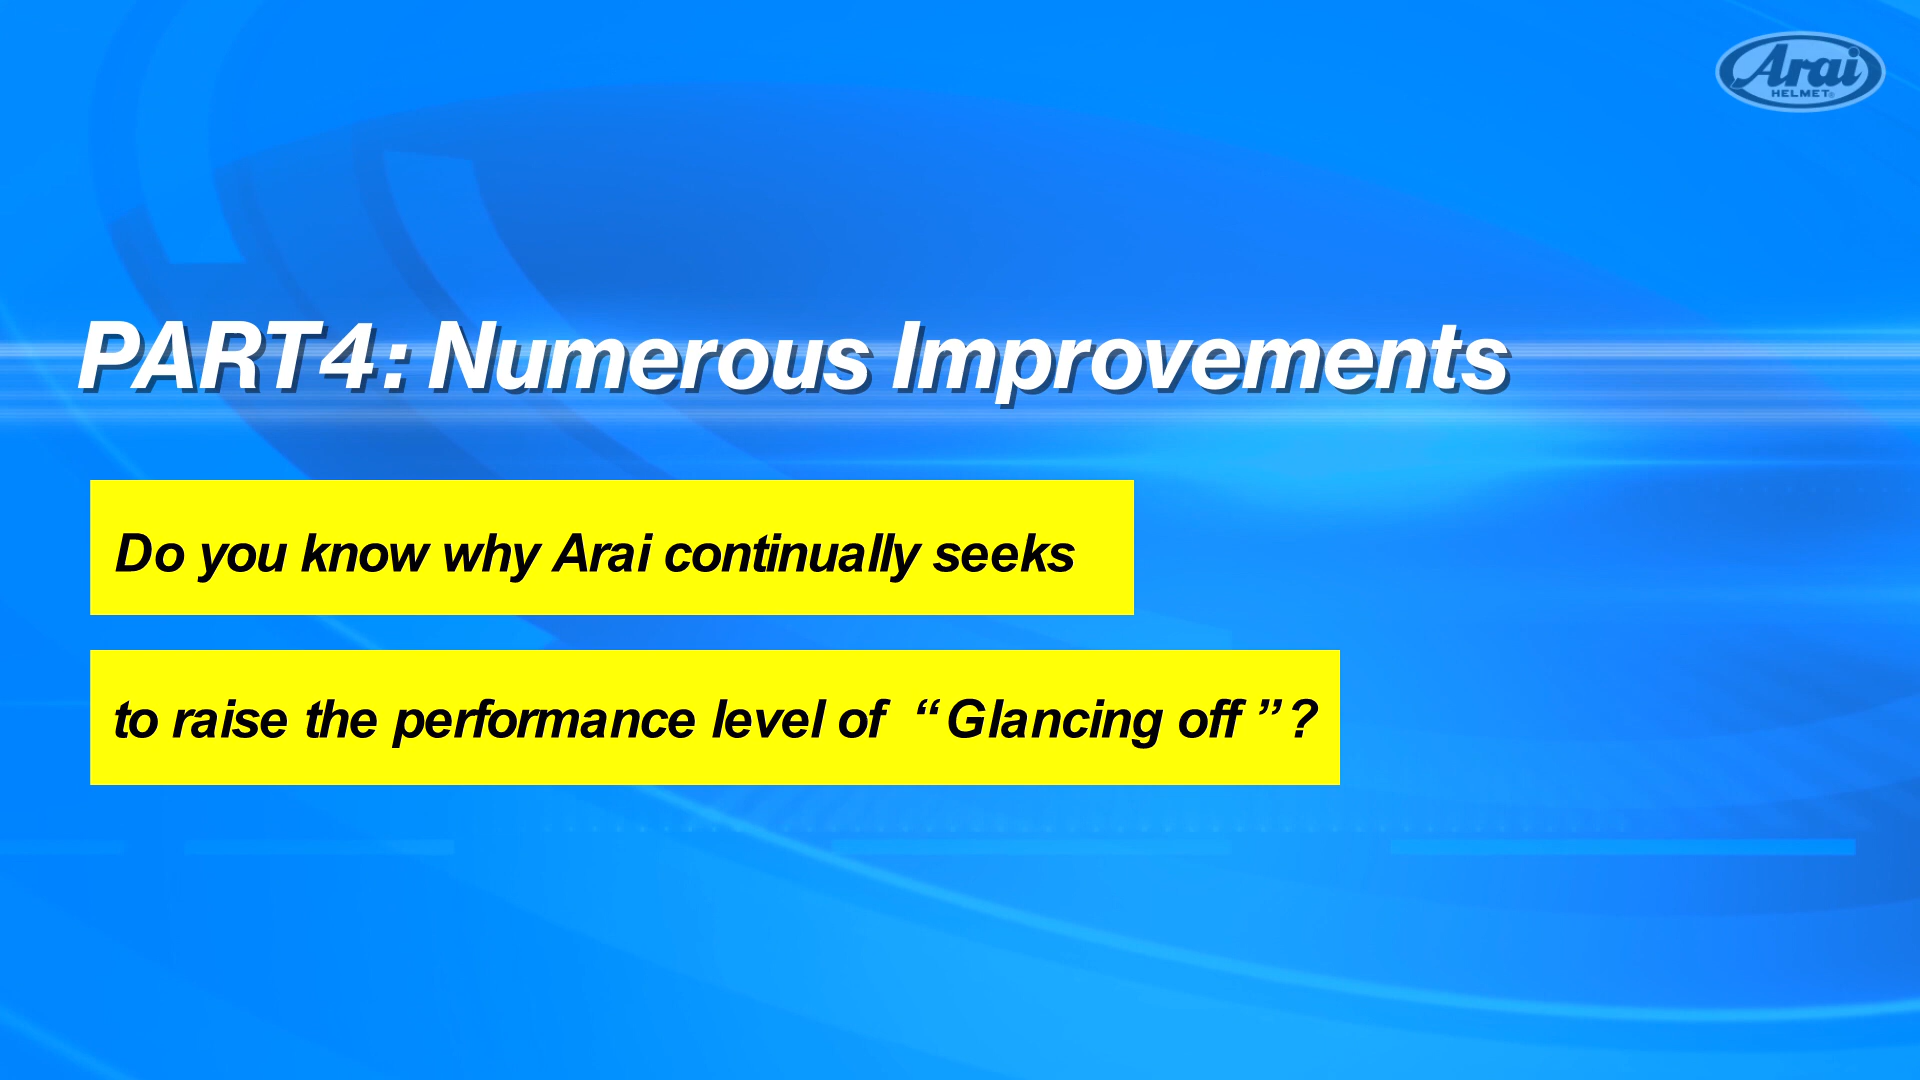 Arai
HELMET®
PART4: Numerous Improvements
Do you know why Arai continually seeks
to raise the performance level of “Glancing off”?